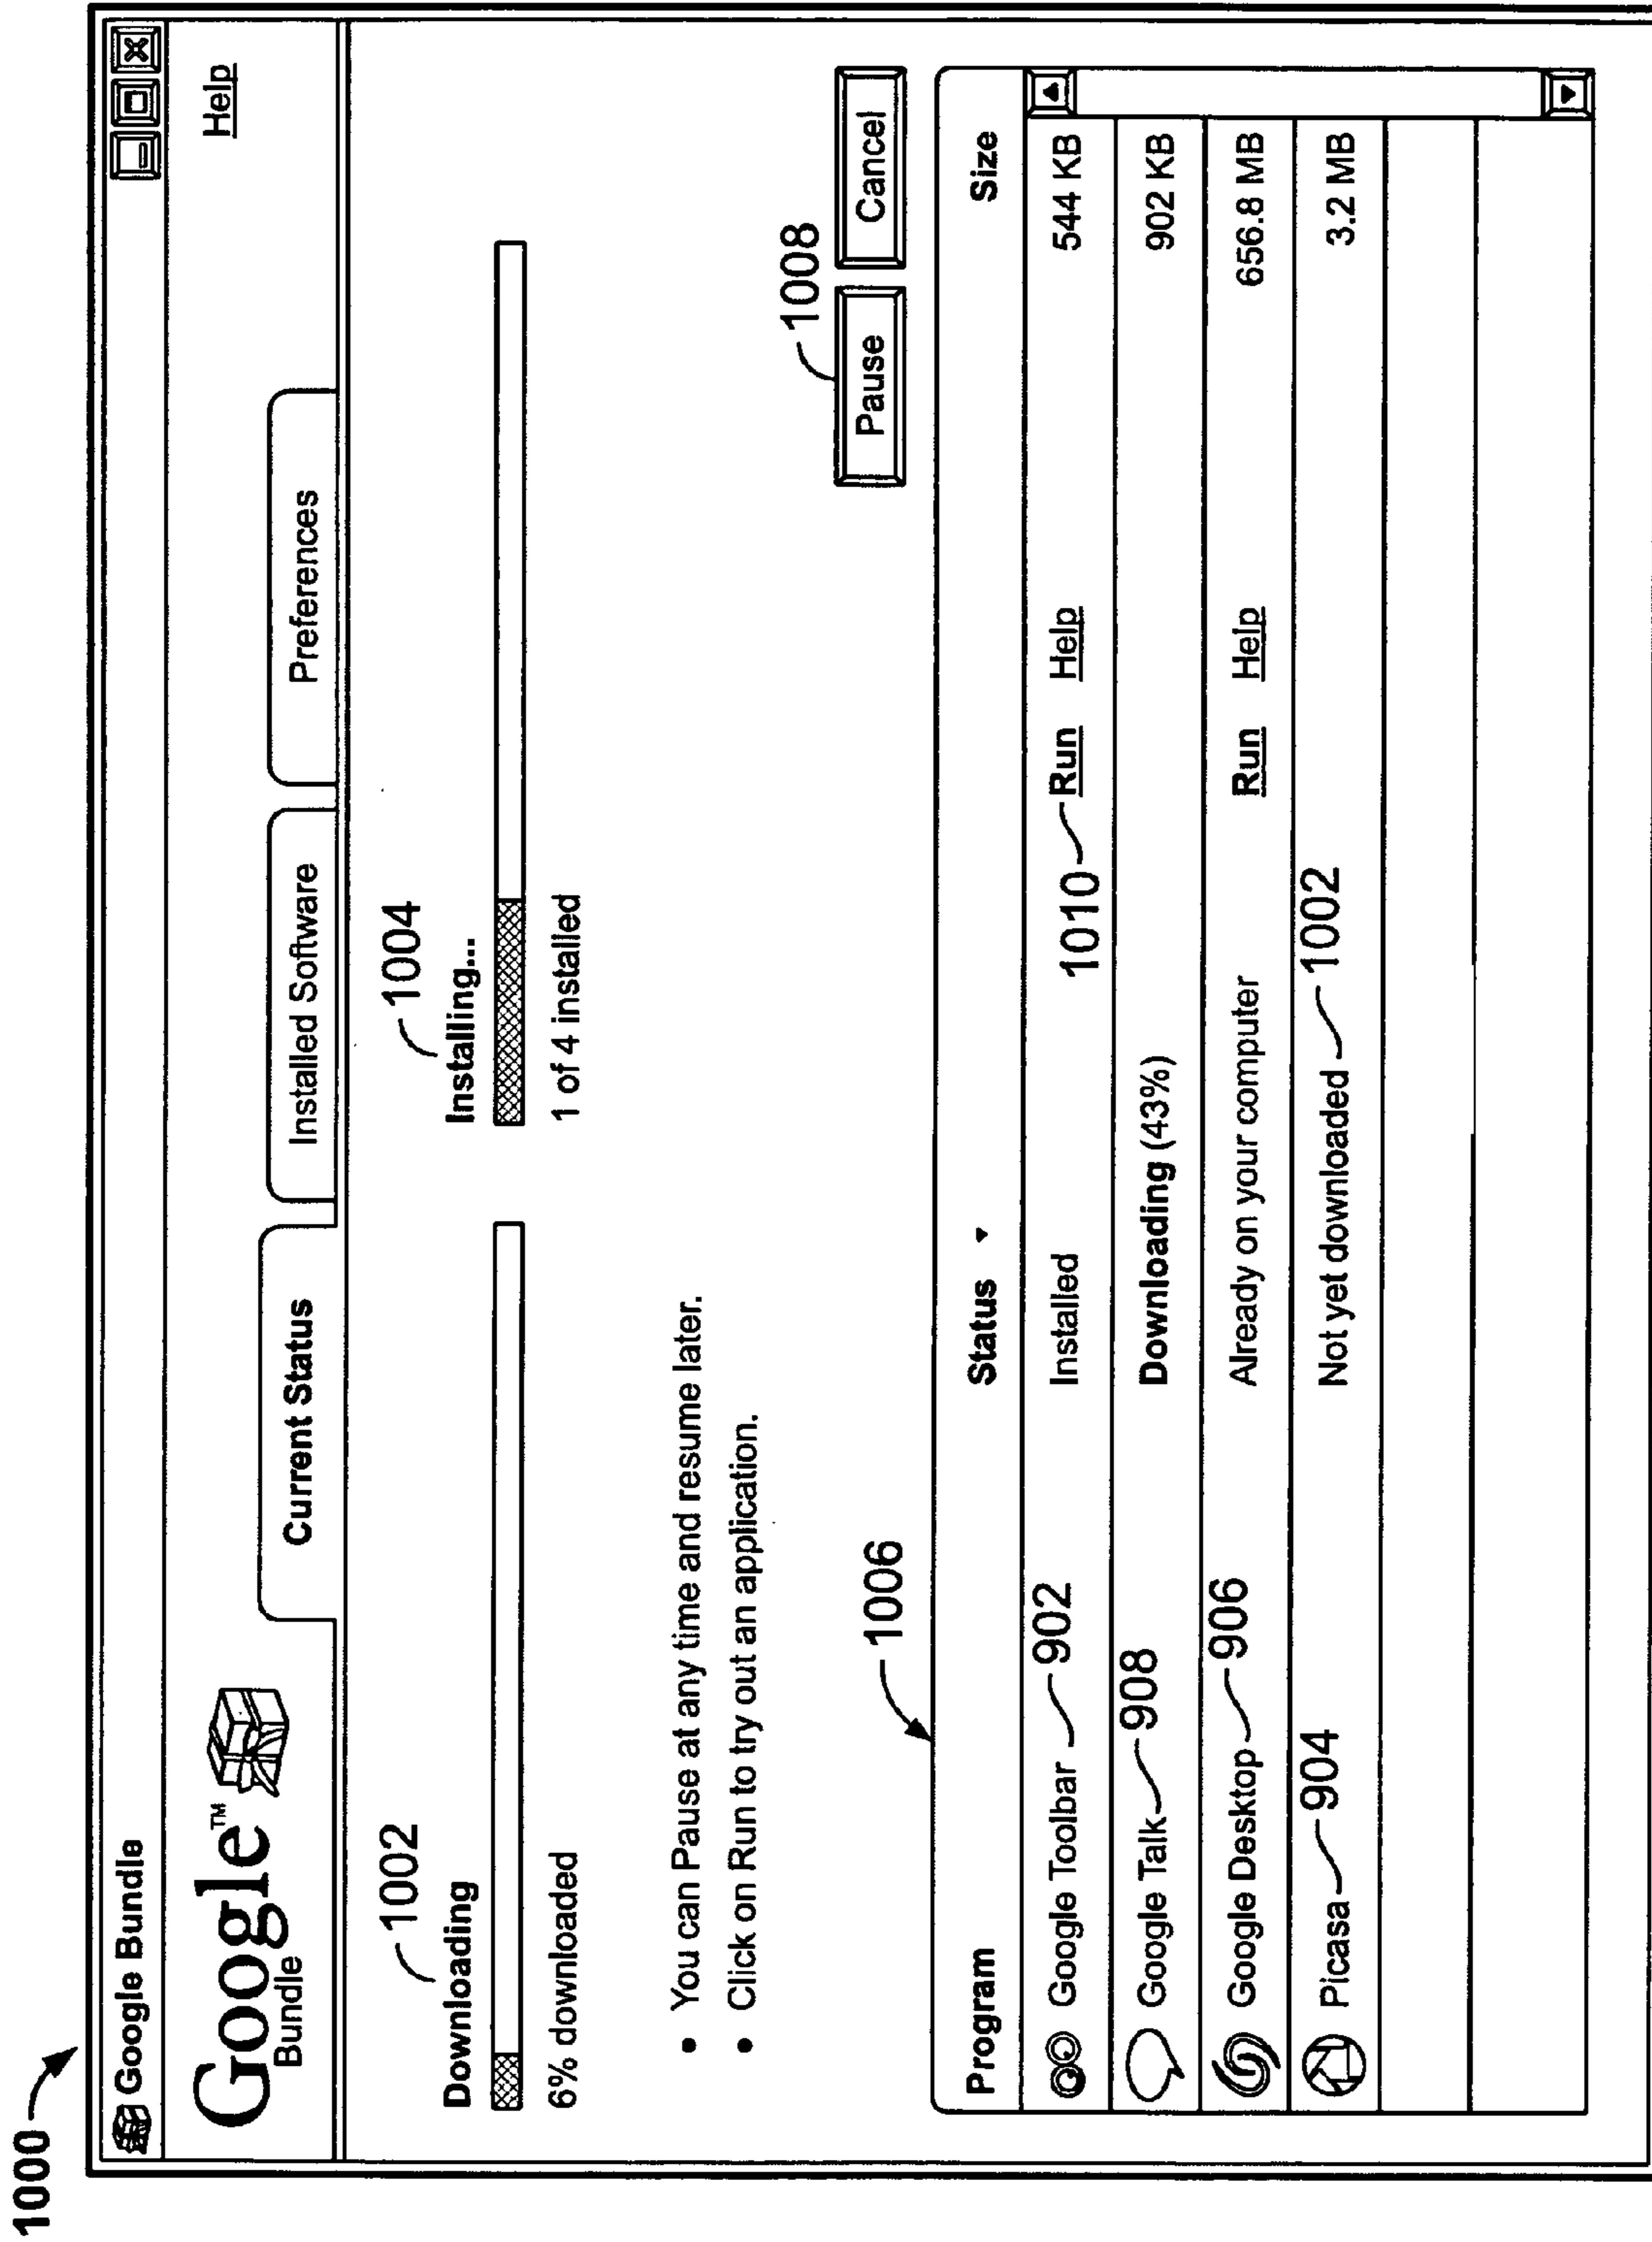 1000
Google Bundle
Google™
Bundle
Current Status
Installed Software
Preferences
Help
1002
Downloading
6% downloaded
1004
Installing...
1 of 4 installed
• You can Pause at any time and resume later.
• Click on Run to try out an application.
1008
Pause
Cancel
1006
Program Status Size
Google Toolbar 902 Installed 1010 Run Help 544 KB
Google Talk 908 Downloading (43%) 902 KB
Google Desktop 906 Already on your computer Run Help 656.8 MB
Picasa 904 Not yet downloaded 1002 3.2 MB